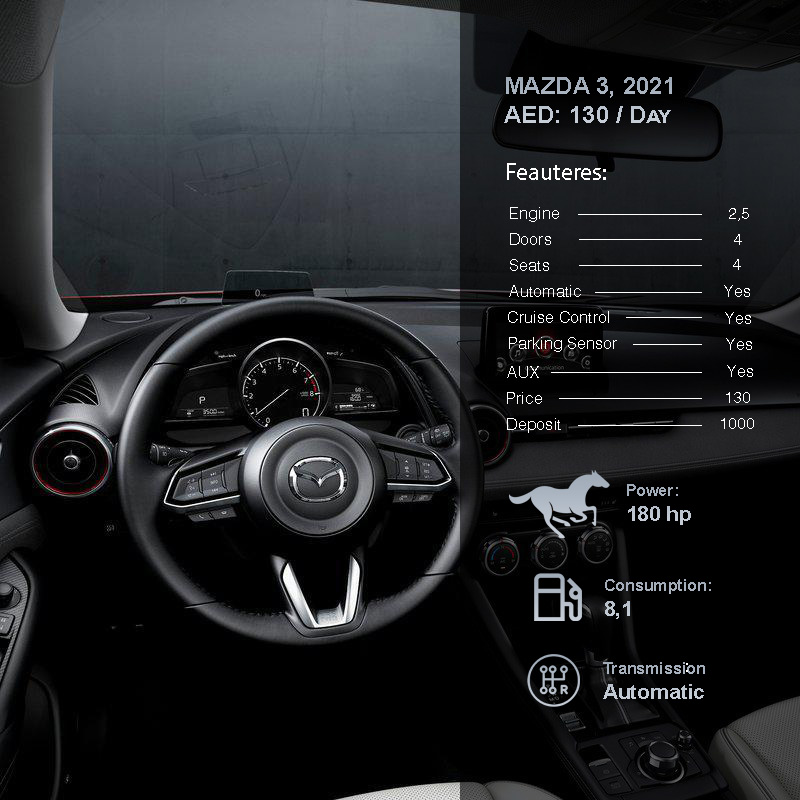 MAZDA 3, 2021
AED: 130 / DAY
Feauteres:
Engine 2,5
Doors 4
Seats 4
Automatic Yes
Cruise Control Yes
Parking Sensor Yes
AUX Yes
Price 130
Deposit 1000
Power:
180 hp
Consumption:
8,1
R
Transmission
Automatic